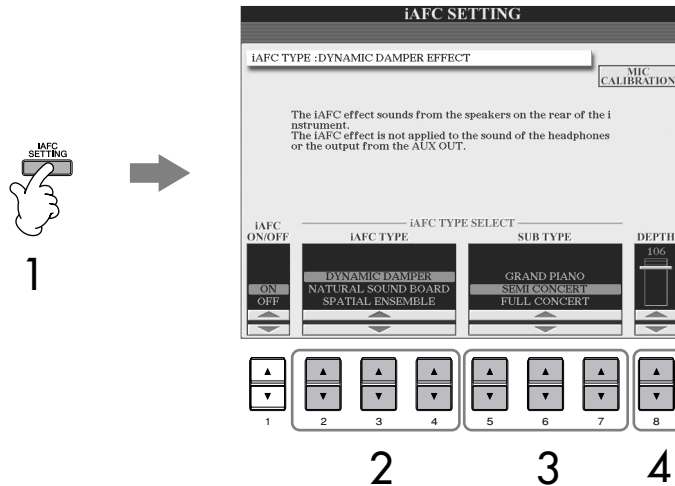 iAFC SETTING
iAFC TYPE :DYNAMIC DAMPER EFFECT
MIC
CALIBRATION
The iAFC effect sounds from the speakers on the rear of the i
nstrument.
The iAFC effect is not applied to the sound of the headphones
or the output from the AUX OUT.
iAFC
SETTING
1
iAFC TYPE SELECT
iAFC
ON/OFF
iAFC TYPE
SUB TYPE
DEPTH
106
DYNAMIC DAMPER
GRAND PIANO
ON
NATURAL SOUND BOARD
SEMI CONCERT
OFF
SPATIAL ENSEMBLE
FULL CONCERT
1 2 3 4 5 6 7 8
2 3 4